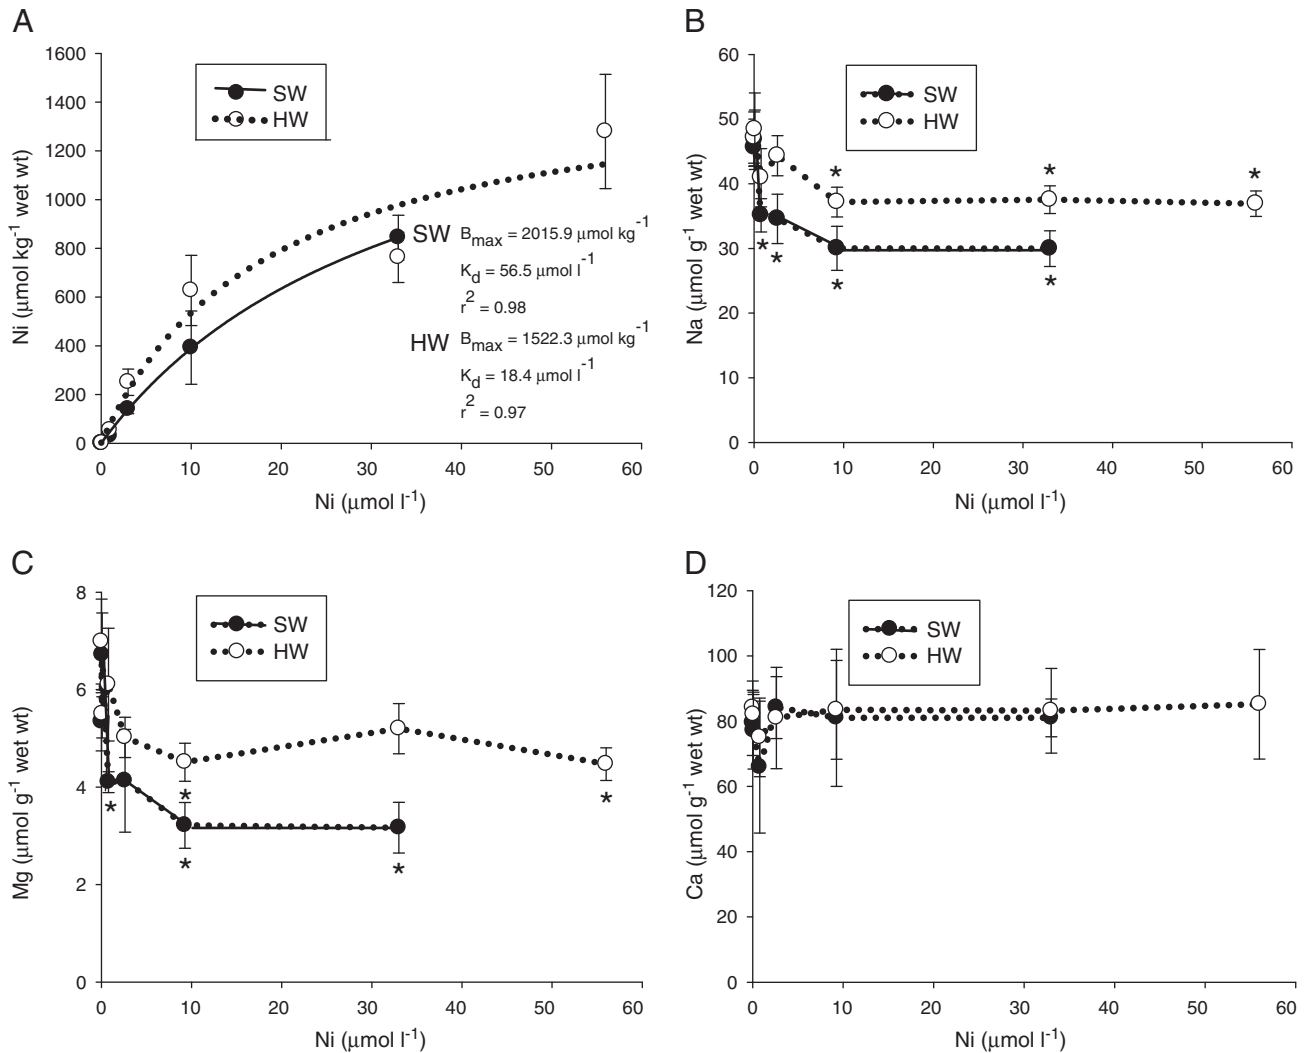 A
1600
1400
1200
1000
800
600
400
200
0
Ni (μmol kg-1 wet wt)
SW
HW
SW Bmax = 2015.9 μmol kg-1
Kd = 56.5 μmol l-1
r2 = 0.98
HW Bmax = 1522.3 μmol kg-1
Kd = 18.4 μmol l-1
r2 = 0.97
0 10 20 30 40 50 60
Ni (μmol l-1)
B
60
50
40
30
20
10
0
Na (μmol g-1 wet wt)
SW
HW
* * *
* *
* *
0 10 20 30 40 50 60
Ni (μmol l-1)
C
8
6
4
2
0
Mg (μmol g-1 wet wt)
SW
HW
* * *
* *
0 10 20 30 40 50 60
Ni (μmol l-1)
D
120
100
80
60
40
20
0
Ca (μmol g-1 wet wt)
SW
HW
0 10 20 30 40 50 60
Ni (μmol l-1)